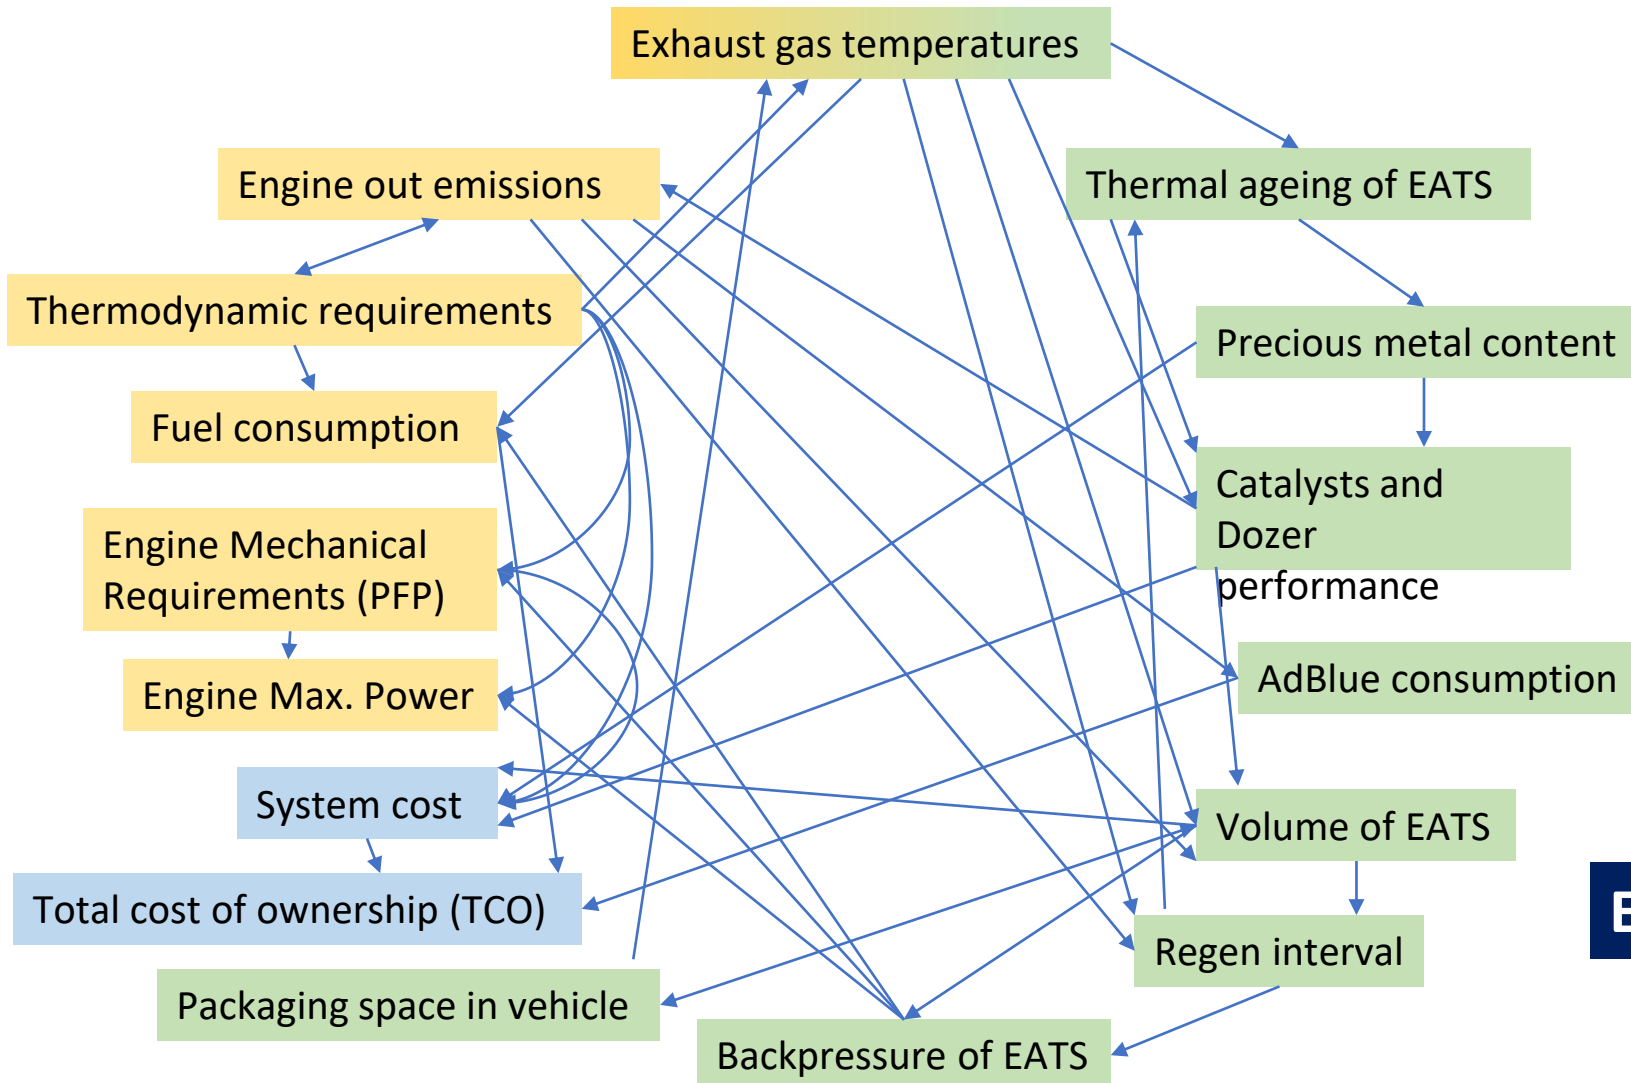 Exhaust gas temperatures
Engine out emissions
Thermal ageing of EATS
Thermodynamic requirements
Precious metal content
Fuel consumption
Catalysts and
Dozer
performance
Engine Mechanical
Requirements (PFP)
Engine Max. Power
AdBlue consumption
System cost
Volume of EATS
Total cost of ownership (TCO)
Regen interval
Packaging space in vehicle
Backpressure of EATS